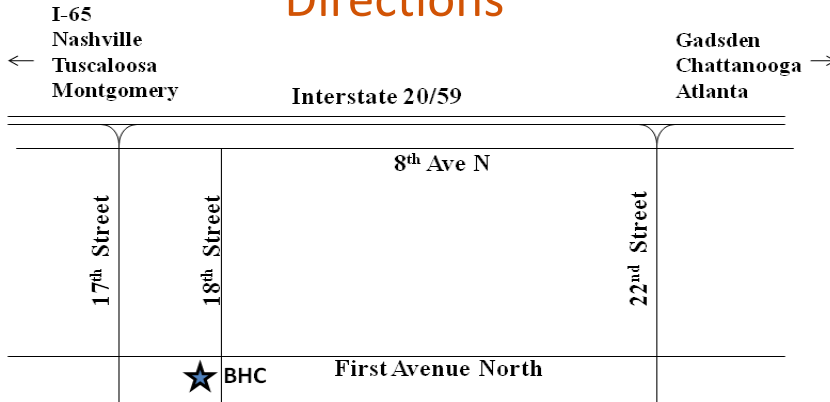 Directions
I-65
Nashville
Tuscaloosa
Montgomery
Gadsden
Chattanooga
Atlanta
Interstate 20/59
8th Ave N
17th Street
18th Street
22nd Street
First Avenue North
BHC